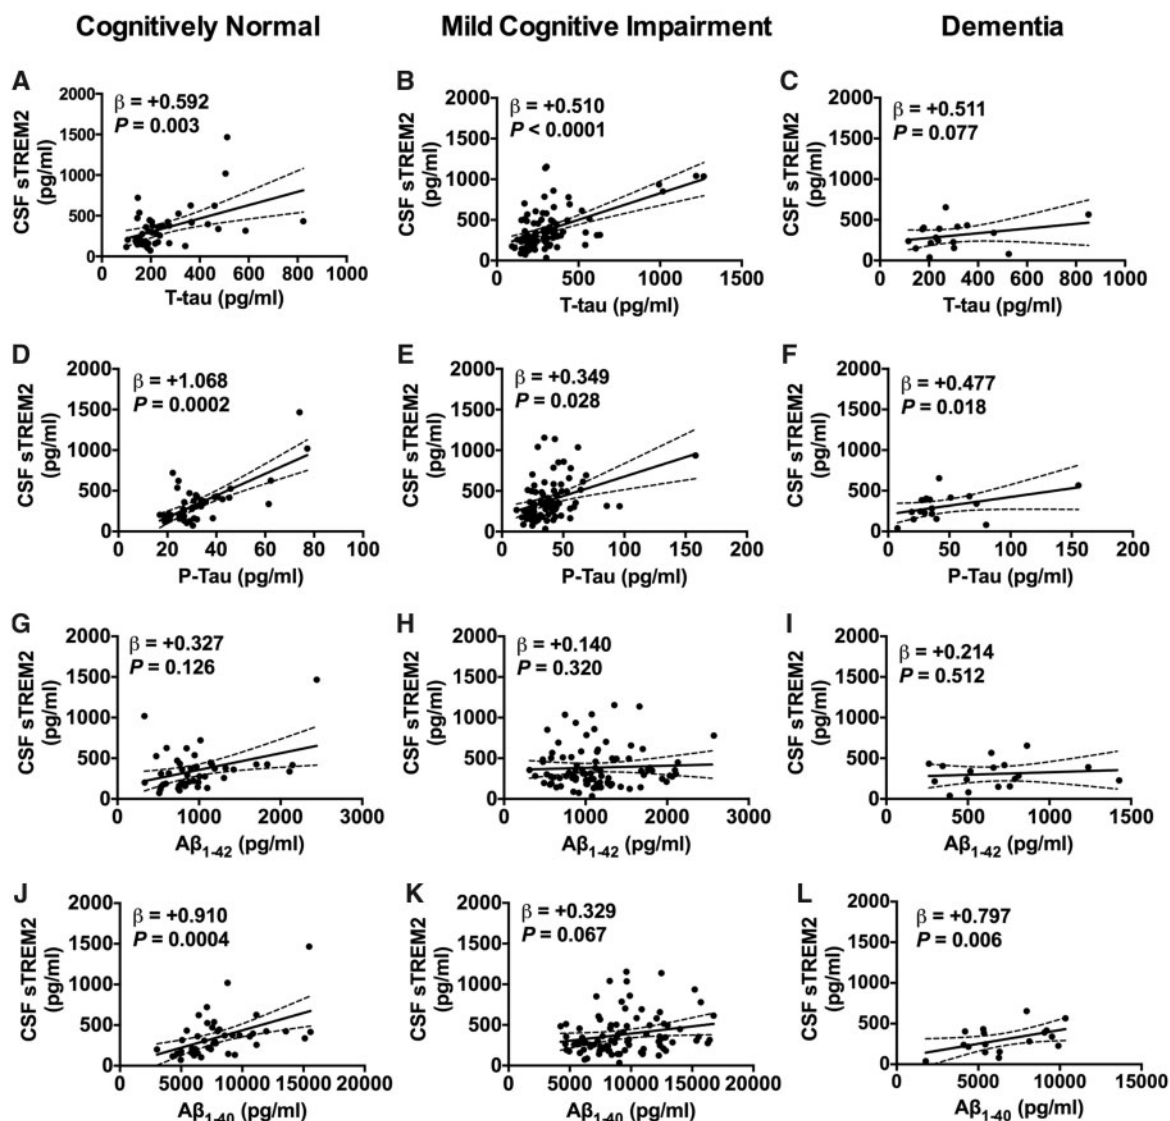 Cognitively Normal
Mild Cognitive Impairment
Dementia
A
β = +0.592
P = 0.003
CSF sTREM2
(pg/ml)
2000
1500
1000
500
0
0 200 400 600 800 1000
T-tau (pg/ml)
B
β = +0.510
P < 0.0001
CSF sTREM2
(pg/ml)
2000
1500
1000
500
0
0 500 1000 1500
T-tau (pg/ml)
C
β = +0.511
P = 0.077
CSF sTREM2
(pg/ml)
2000
1500
1000
500
0
0 200 400 600 800 1000
T-tau (pg/ml)
D
β = +1.068
P = 0.0002
CSF sTREM2
(pg/ml)
2000
1500
1000
500
0
0 20 40 60 80 100
P-Tau (pg/ml)
E
β = +0.349
P = 0.028
CSF sTREM2
(pg/ml)
2000
1500
1000
500
0
0 50 100 150 200
P-Tau (pg/ml)
F
β = +0.477
P = 0.018
CSF sTREM2
(pg/ml)
2000
1500
1000
500
0
0 50 100 150 200
P-Tau (pg/ml)
G
β = +0.327
P = 0.126
CSF sTREM2
(pg/ml)
2000
1500
1000
500
0
0 1000 2000 3000
Aβ1-42 (pg/ml)
H
β = +0.140
P = 0.320
CSF sTREM2
(pg/ml)
2000
1500
1000
500
0
0 1000 2000 3000
Aβ1-42 (pg/ml)
I
β = +0.214
P = 0.512
CSF sTREM2
(pg/ml)
2000
1500
1000
500
0
0 500 1000 1500
Aβ1-42 (pg/ml)
J
β = +0.910
P = 0.0004
CSF sTREM2
(pg/ml)
2000
1500
1000
500
0
0 5000 10000 15000 20000
Aβ1-40 (pg/ml)
K
β = +0.329
P = 0.067
CSF sTREM2
(pg/ml)
2000
1500
1000
500
0
0 5000 10000 15000 20000
Aβ1-40 (pg/ml)
L
β = +0.797
P = 0.006
CSF sTREM2
(pg/ml)
2000
1500
1000
500
0
0 5000 10000 15000
Aβ1-40 (pg/ml)